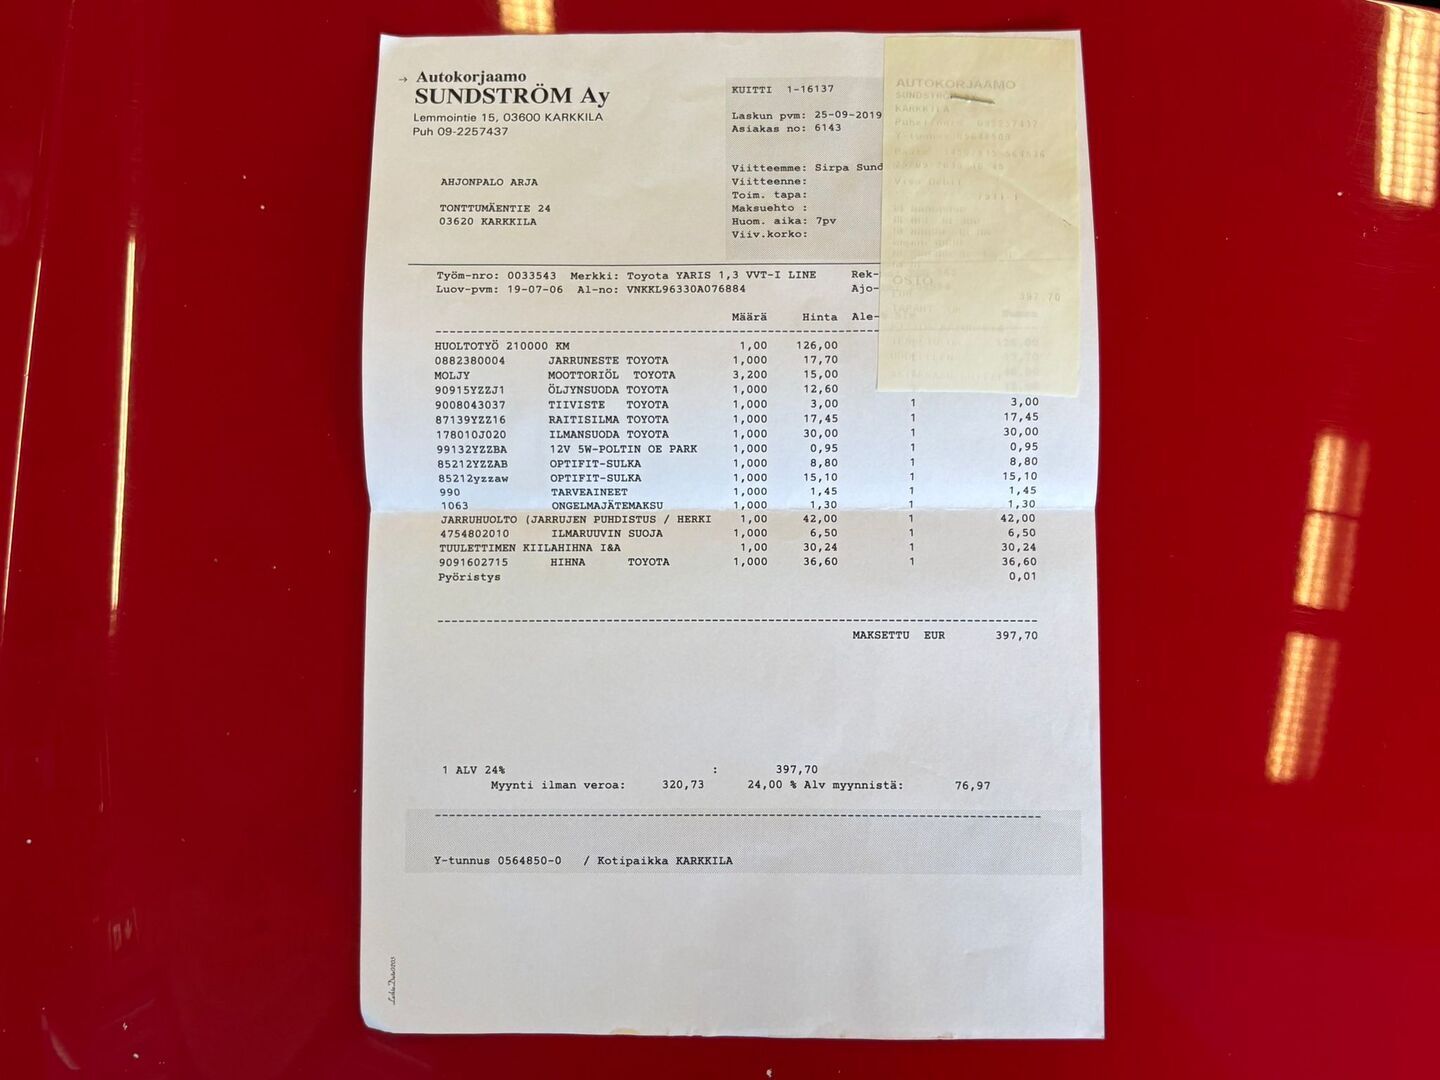 → Autokorjaamo
SUNDSTRÖM Ay
Lemmointie 15, 03600 KARKKILA
Puh 09-2257437
KUITTI 1-16137
Laskun pvm: 25-09-2019
Asiakas no: 6143
Viitteemme: Sirpa Sund
Viitteenne:
Toim. tapa:
Maksuehto :
Huom. aika: 7pv
Viiv.korko:
AHJONPALO ARJA
TONTTUMÄENTIE 24
03620 KARKKILA
AUTOKORJAAMO
KARKKILA
Visa Debit
OSTO
EUR 397,70
Työm-nro: 0033543 Merkki: Toyota YARIS 1,3 VVT-I LINE Rek-
Luov-pvm: 19-07-06 Al-no: VNKKL96330A076884 Ajo-
Määrä Hinta Ale-
HUOLTOTYÖ 210000 KM 1,00 126,00
0882380004 JARRUNESTE TOYOTA 1,000 17,70
MOLJY MOOTTORIÖL TOYOTA 3,200 15,00
90915YZZJ1 ÖLJYNSUODA TOYOTA 1,000 12,60
9008043037 TIIVISTE TOYOTA 1,000 3,00 1 3,00
87139YZZ16 RAITISILMA TOYOTA 1,000 17,45 1 17,45
178010J020 ILMANSUODA TOYOTA 1,000 30,00 1 30,00
99132YZZBA 12V 5W-POLTIN OE PARK 1,000 0,95 1 0,95
85212YZZAB OPTIFIT-SULKA 1,000 8,80 1 8,80
85212yzzaw OPTIFIT-SULKA 1,000 15,10 1 15,10
990 TARVEAINEET 1,000 1,45 1 1,45
1063 ONGELMAJÄTEMAKSU 1,000 1,30 1 1,30
JARRUHUOLTO (JARRUJEN PUHDISTUS / HERKI 1,00 42,00 1 42,00
4754802010 ILMARUUVIN SUOJA 1,000 6,50 1 6,50
TUULETTIMEN KIILAHIHNA I&A 1,00 30,24 1 30,24
9091602715 HIHNA TOYOTA 1,000 36,60 1 36,60
Pyöristys 0,01
MAKSETTU EUR 397,70
1 ALV 24% : 397,70
Myynti ilman veroa: 320,73 24,00 % Alv myynnistä: 76,97
Y-tunnus 0564850-0 / Kotipaikka KARKKILA